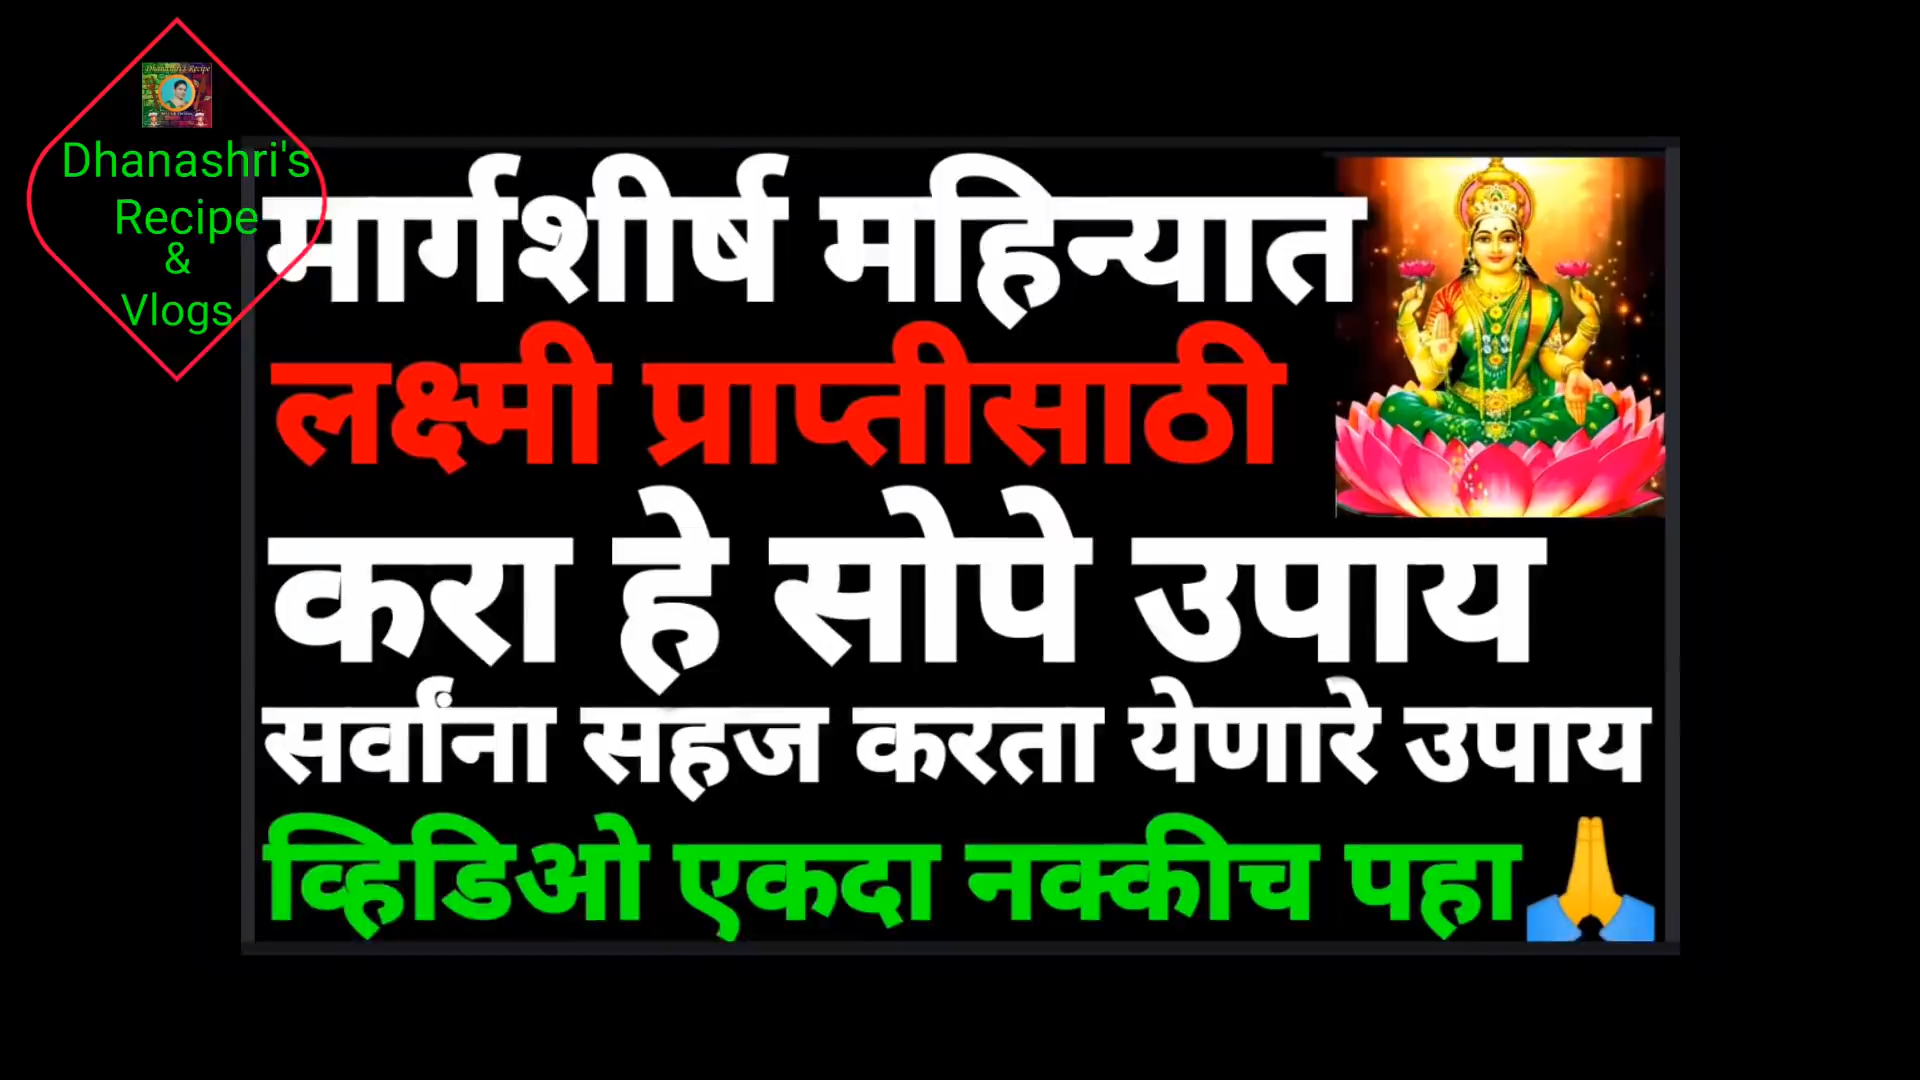 Dhanashri's
Recipe
&
Vlogs
मार्गशीर्ष महिन्यात
लक्ष्मी प्राप्तीसाठी
करा हे सोपे उपाय
सर्वांना सहज करता येणारे उपाय
व्हिडिओ एकदा नक्कीच पहा🙏